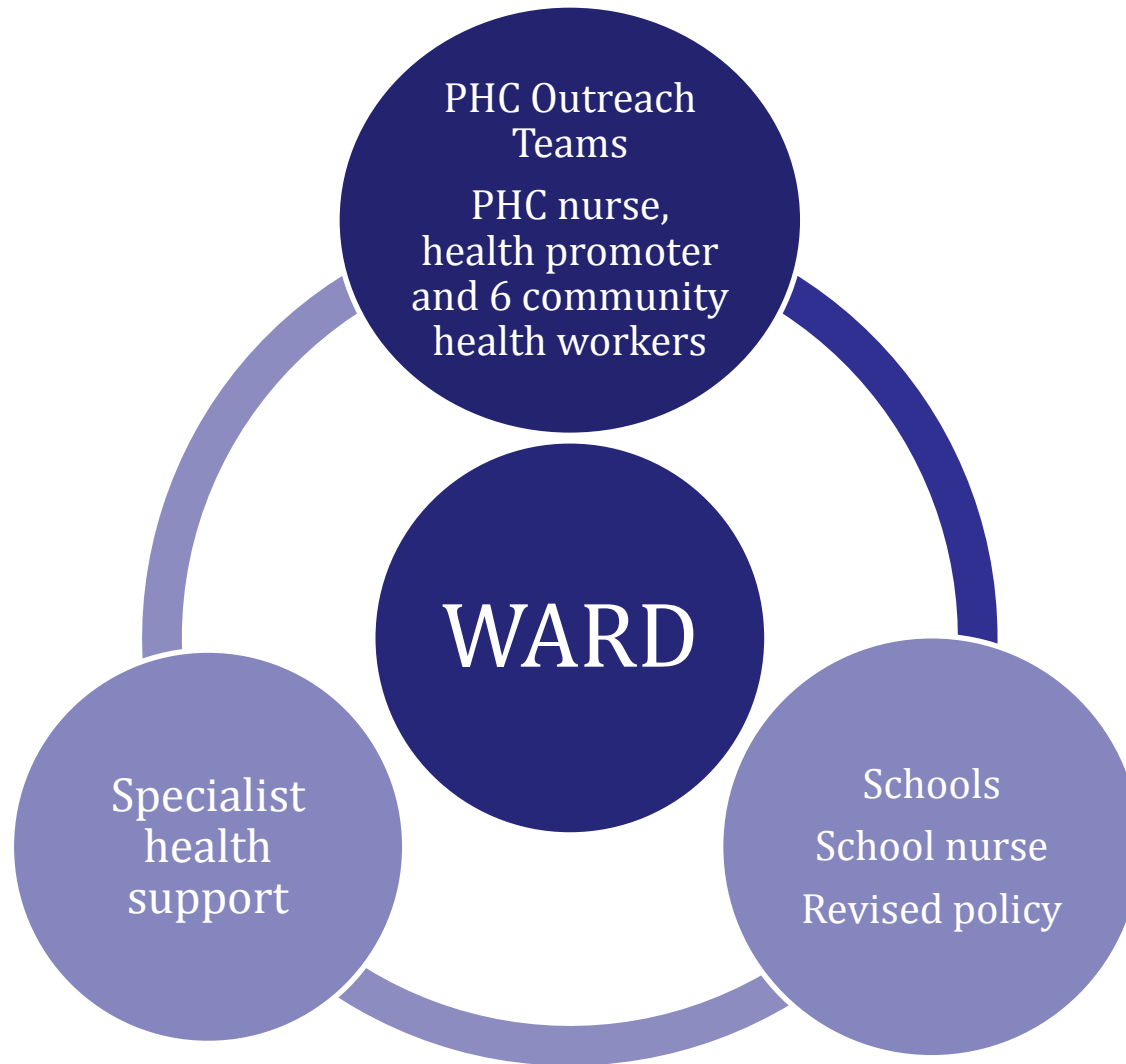 PHC Outreach
Teams
PHC nurse,
health promoter
and 6 community
health workers
WARD
Specialist
health
support
Schools
School nurse
Revised policy